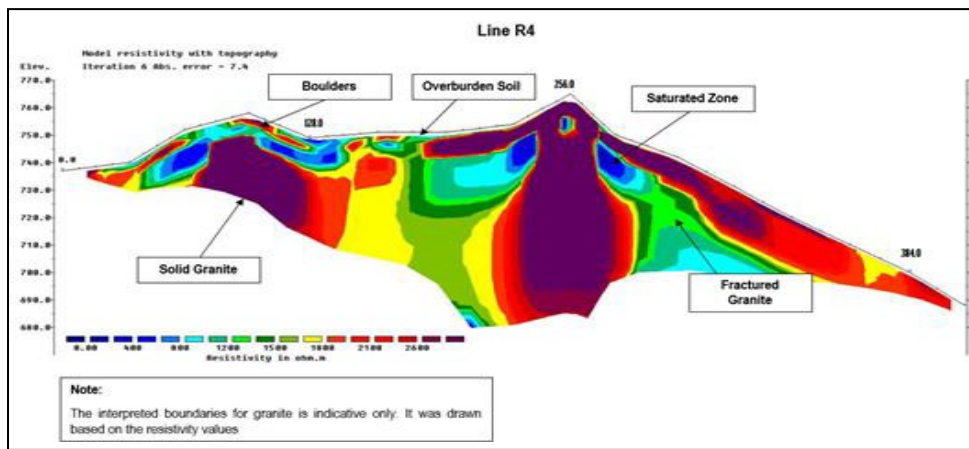 Line R4
Model resistivity with topography
Iteration 6 Abs. error = 7.4
Elev.
770.0
760.0
750.0
740.0
730.0
720.0
710.0
700.0
690.0
680.0
0.0
128.0
256.0
384.0
Boulders
Overburden Soil
Saturated Zone
Solid Granite
Fractured
Granite
0.00 400 800 1200 1500 1800 2100 2600
Resistivity in ohm.m
Note:
The interpreted boundaries for granite is indicative only. It was drawn
based on the resistivity values